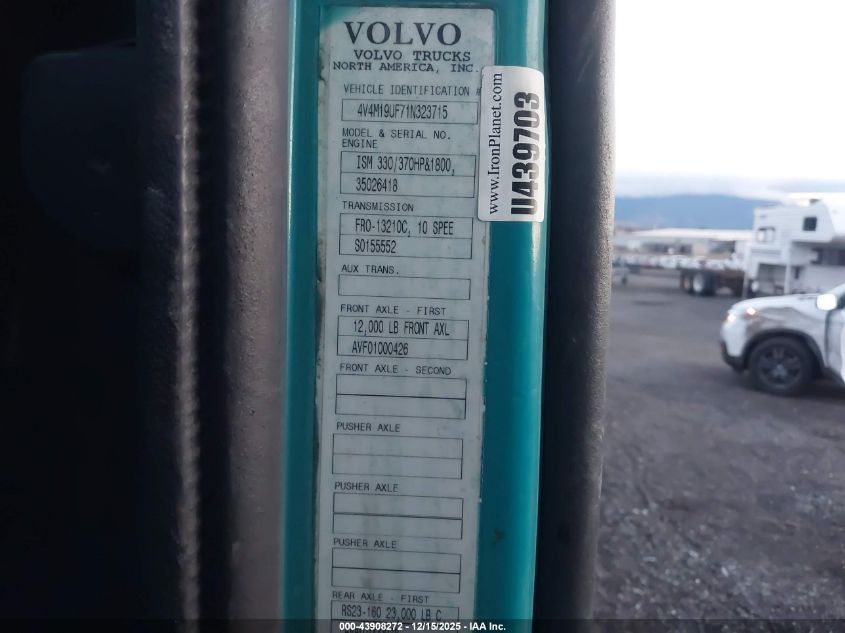 VOLVO
VOLVO TRUCKS
NORTH AMERICA, INC.
VEHICLE IDENTIFICATION #
4V4M19UF71N323715
MODEL & SERIAL NO.
ENGINE
ISM 330/370HP&1800,
35026418
TRANSMISSION
FRO-13210C, 10 SPEE
S0155552
AUX TRANS.
FRONT AXLE - FIRST
12,000 LB FRONT AXL
AVF01000426
FRONT AXLE - SECOND
PUSHER AXLE
PUSHER AXLE
PUSHER AXLE
REAR AXLE - FIRST
RS23-160 23,000 LB C
www.IronPlanet.com
U439703
000-43908272 - 12/15/2025 - IAA Inc.